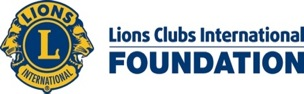 LIONS
L
INTERNATIONAL
Lions Clubs International
FOUNDATION